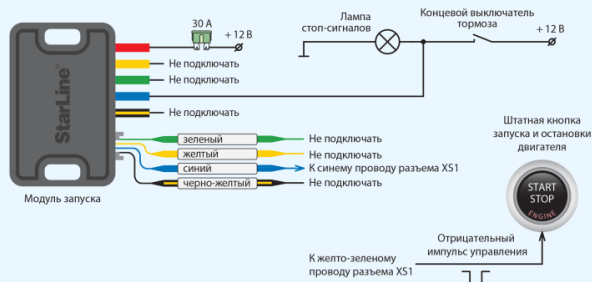 30 А
+ 12 В
Лампа
стоп-сигналов
Концевой выключатель
тормоза
+ 12 В
Не подключать
Не подключать
Не подключать
StarLine®
зеленый Не подключать
желтый Не подключать
синий К синему проводу разъема XS1
черно-желтый Не подключать
Модуль запуска
Штатная кнопка
запуска и остановки
двигателя
START
STOP
ENGINE
Отрицательный
импульс управления
К желто-зеленому
проводу разъема XS1